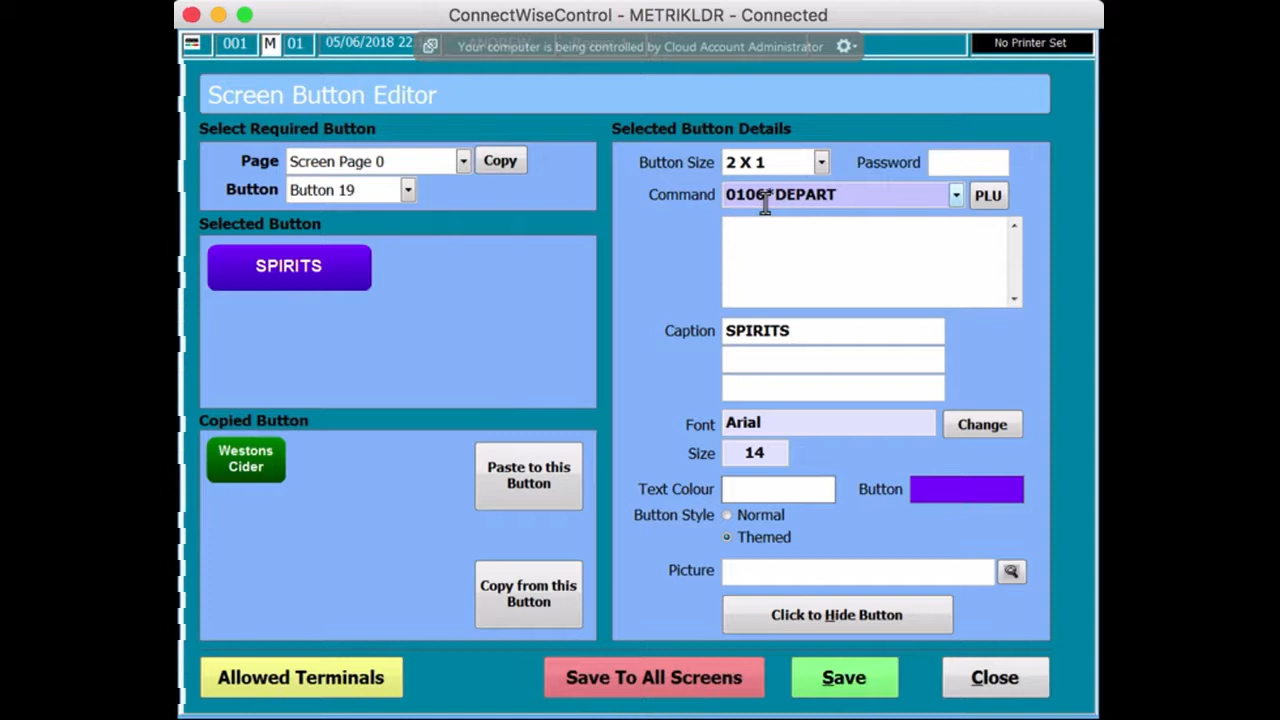 ConnectWiseControl - METRIKLDR - Connected
001 M 01 05/06/2018 22
Your computer is being controlled by Cloud Account Administrator
No Printer Set
Screen Button Editor
Select Required Button
Page Screen Page 0 Copy
Button Button 19
Selected Button
SPIRITS
Copied Button
Westons
Cider
Paste to this
Button
Copy from this
Button
Selected Button Details
Button Size 2 X 1 Password
Command 0106*DEPART PLU
Caption SPIRITS
Font Arial Change
Size 14
Text Colour Button
Button Style Normal
Themed
Picture
Click to Hide Button
Allowed Terminals Save To All Screens Save Close